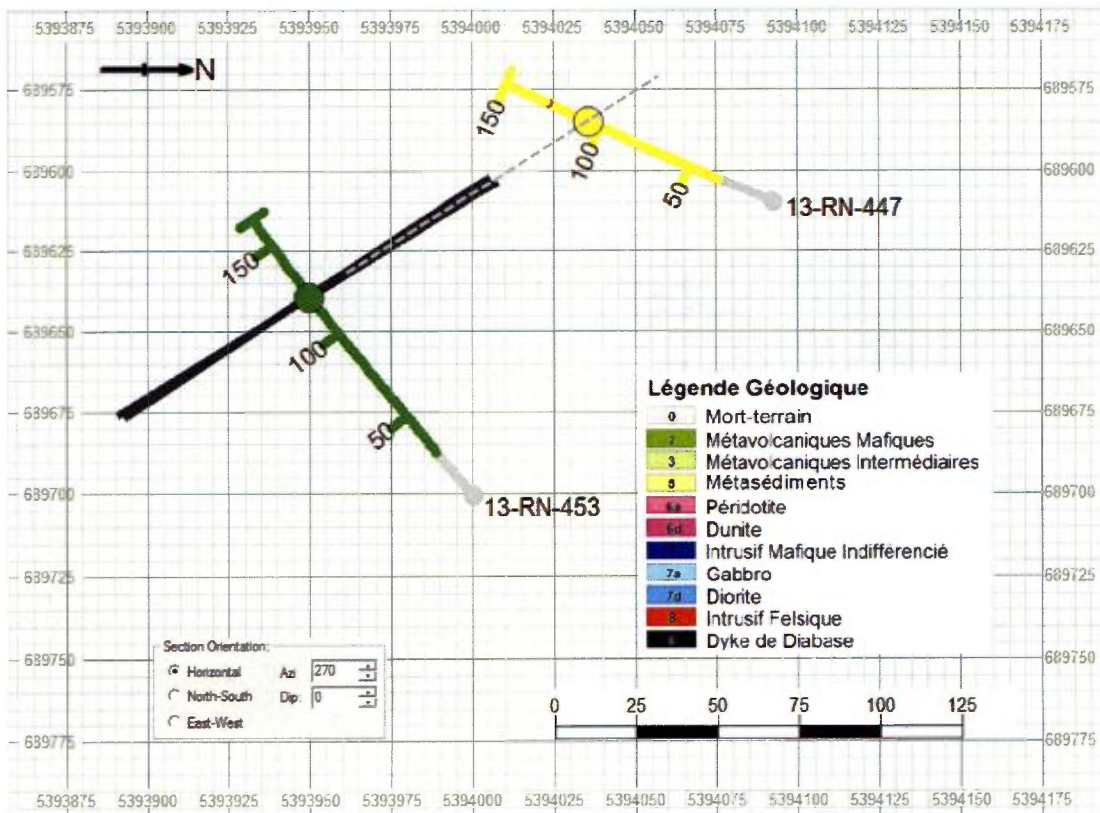 5393875 5393900 5393925 5393950 5393975 5394000 5394025 5394050 5394075 5394100 5394125 5394150 5394175
N
689575 689575
150
100
689600 689600
50
13-RN-447
689625 689625
150
689650 689650
100
Légende Géologique
0 Mort-terrain
689675 689675
2 Métavolcaniques Mafiques
50
3 Métavolcaniques Intermédiaires
5 Métasédiments
689700 689700
13-RN-453
6a Péridotite
6d Dunite
Intrusif Mafique Indifférencié
689725 689725
7a Gabbro
7d Diorite
8 Intrusif Felsique
Dyke de Diabase
Section Orientation:
689750 689750
Horizontal Azi 270
North-South Dip: 0
East-West
0 25 50 75 100 125
689775 689775
5393875 5393900 5393925 5393950 5393975 5394000 5394025 5394050 5394075 5394100 5394125 5394150 5394175